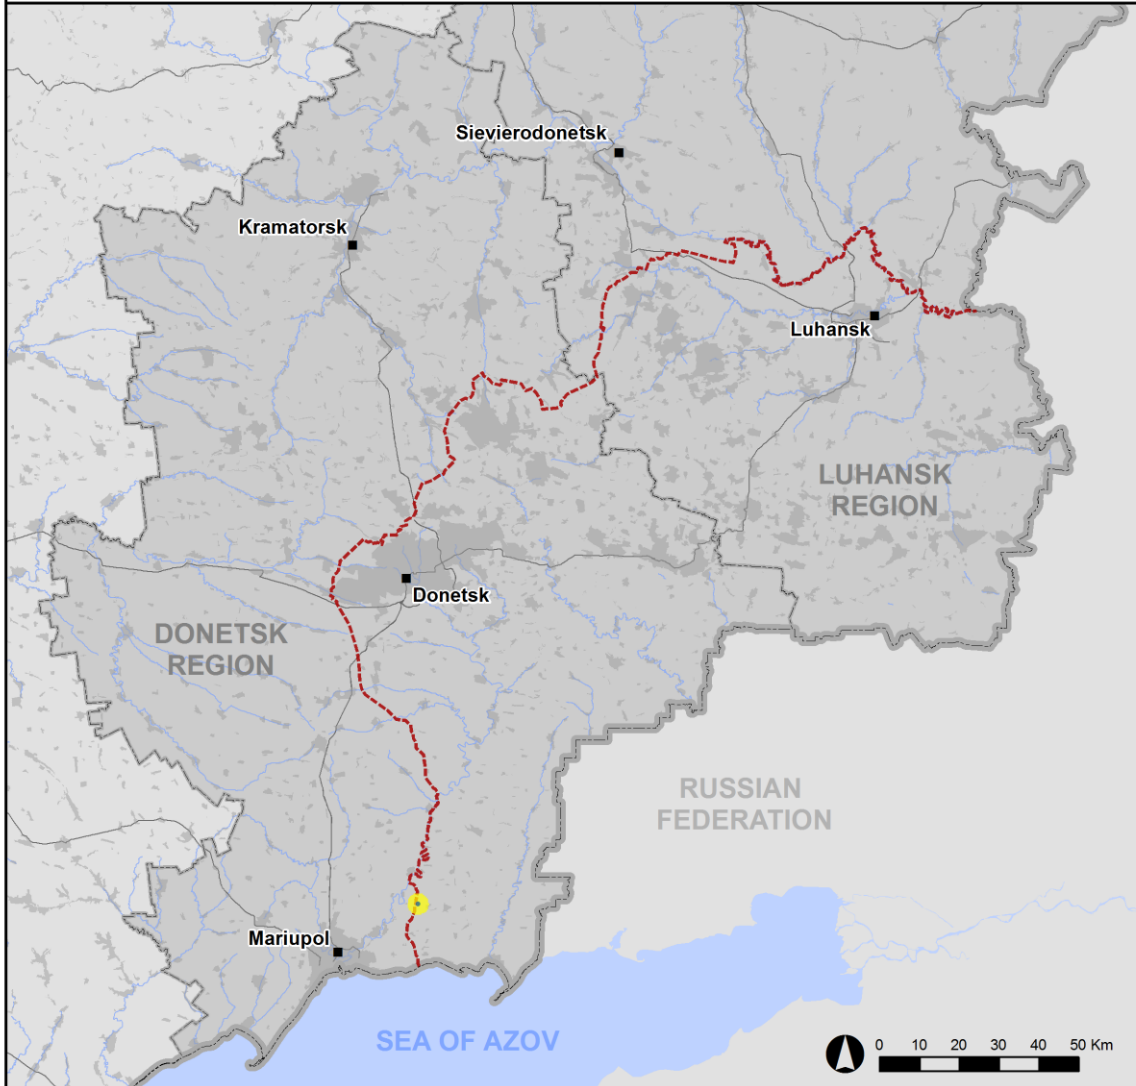 Sievierodonetsk
Kramatorsk
Luhansk
LUHANSK
REGION
Donetsk
DONETSK
REGION
RUSSIAN
FEDERATION
Mariupol
SEA OF AZOV
0 10 20 30 40 50 Km